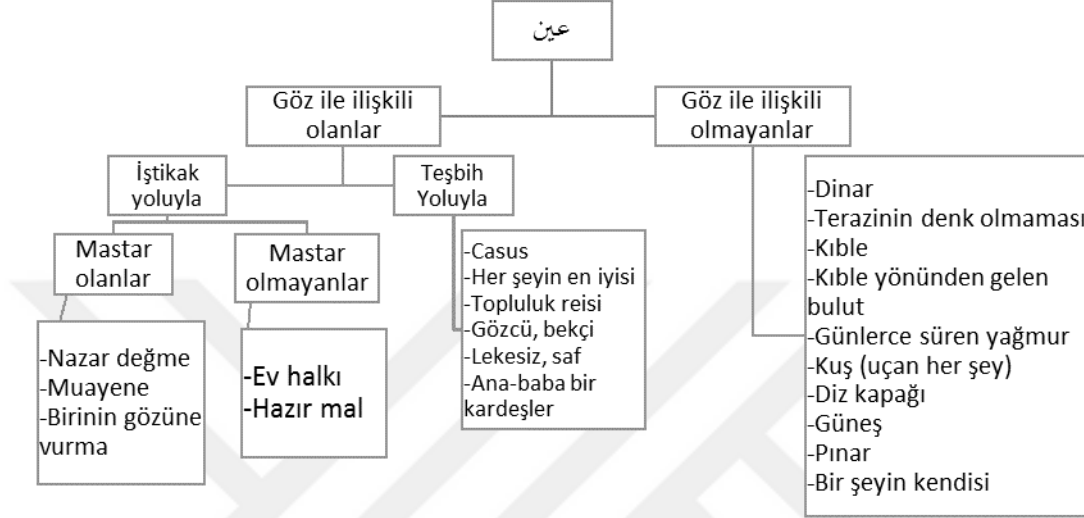 عين
Göz ile ilişkili
olanlar
Göz ile ilişkili
olmayanlar
İştikak
yoluyla
Teşbih
Yoluyla
Mastar
olanlar
Mastar
olmayanlar
-Nazar değme
-Muayene
-Birinin gözüne
vurma
-Ev halkı
-Hazır mal
-Casus
-Her şeyin en iyisi
-Topluluk reisi
-Gözcü, bekçi
-Lekesiz, saf
-Ana-baba bir
kardeşler
-Dinar
-Terazinin denk olmaması
-Kıble
-Kıble yönünden gelen
bulut
-Günlerce süren yağmur
-Kuş (uçan her şey)
-Diz kapağı
-Güneş
-Pınar
-Bir şeyin kendisi